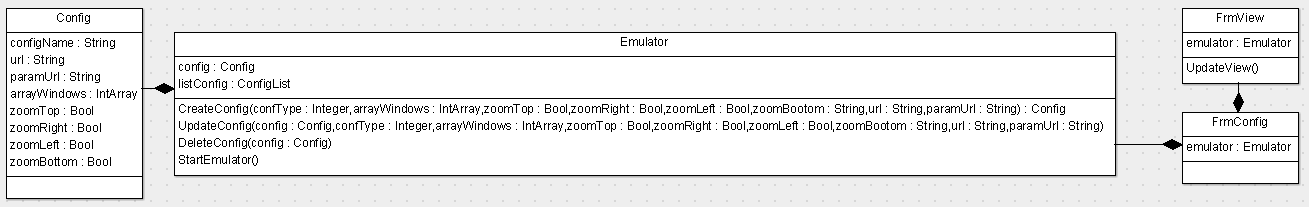 Config
configName : String
url : String
paramUrl : String
arrayWindows : IntArray
zoomTop : Bool
zoomRight : Bool
zoomLeft : Bool
zoomBottom : Bool
Emulator
config : Config
listConfig : ConfigList
CreateConfig(confType : Integer,arrayWindows : IntArray,zoomTop : Bool,zoomRight : Bool,zoomLeft : Bool,zoomBootom : String,url : String,paramUrl : String) : Config
UpdateConfig(config : Config,confType : Integer,arrayWindows : IntArray,zoomTop : Bool,zoomRight : Bool,zoomLeft : Bool,zoomBootom : String,url : String,paramUrl : String)
DeleteConfig(config : Config)
StartEmulator()
FrmView
emulator : Emulator
UpdateView()
FrmConfig
emulator : Emulator